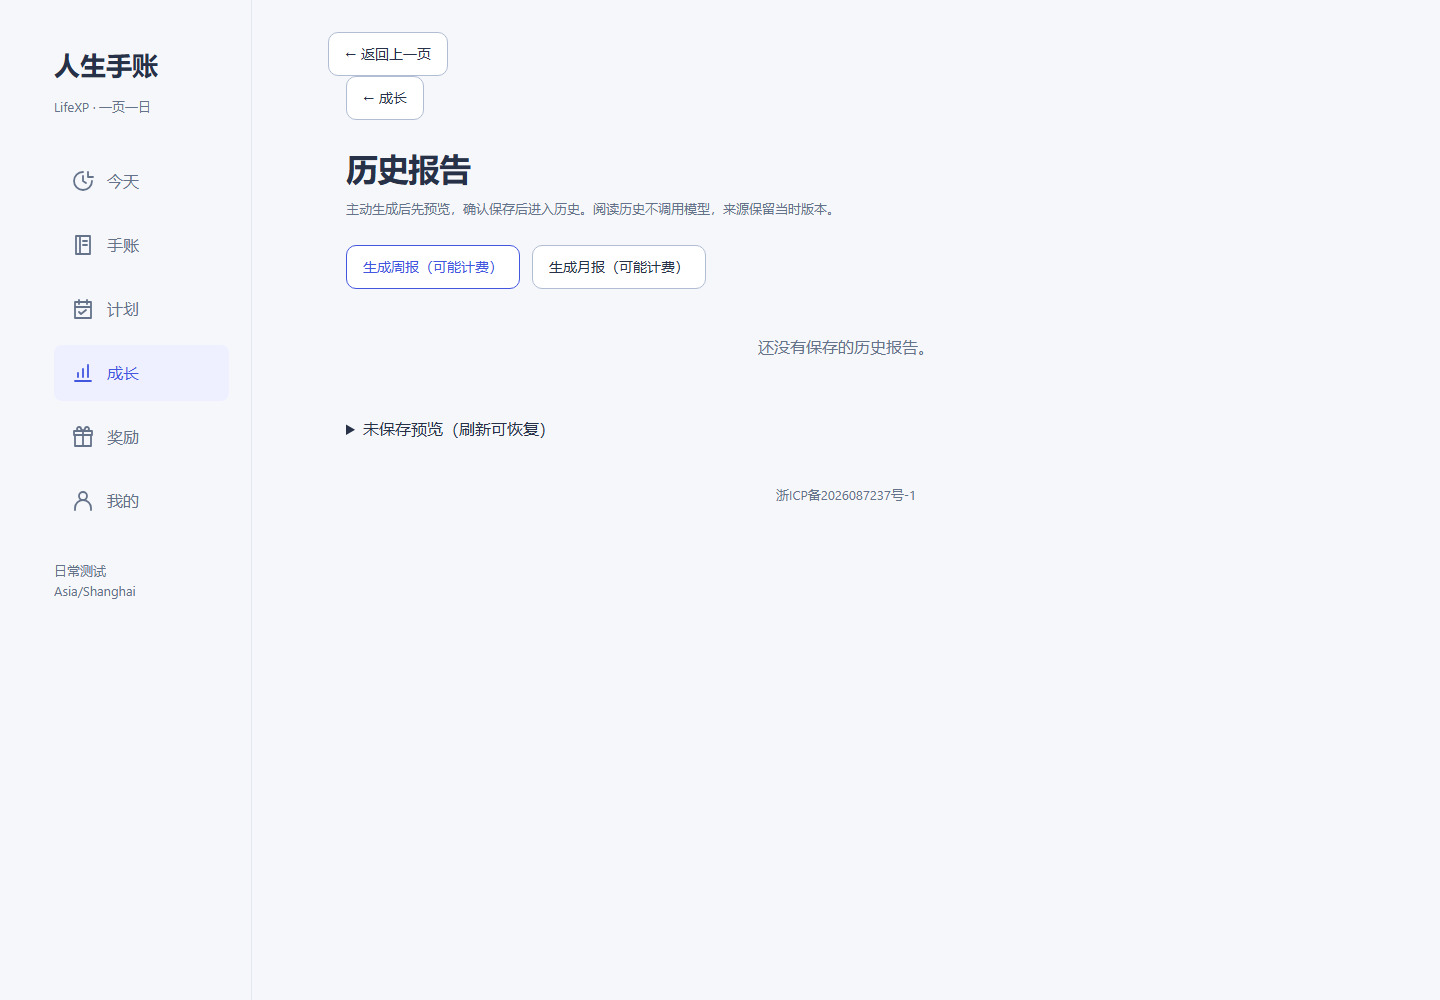 人生手账
LifeXP · 一页一日
今天
手账
计划
成长
奖励
我的
日常测试
Asia/Shanghai
← 返回上一页
← 成长
历史报告
主动生成后先预览，确认保存后进入历史。阅读历史不调用模型，来源保留当时版本。
生成周报（可能计费）
生成月报（可能计费）
还没有保存的历史报告。
▶ 未保存预览（刷新可恢复）
浙ICP备2026087237号-1